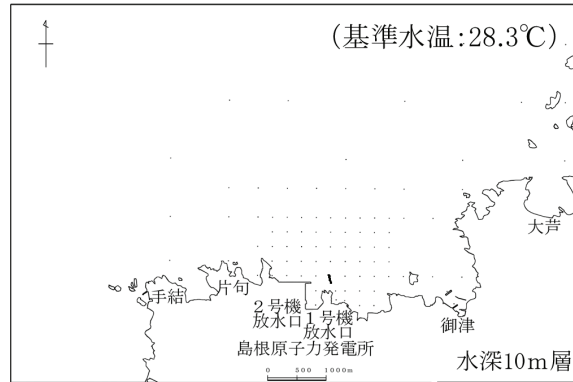 (基準水温:28.3℃)
大芦
手結
片句
2号機
放水口
1号機
放水口
御津
島根原子力発電所
水深10m層
0 500 1000m